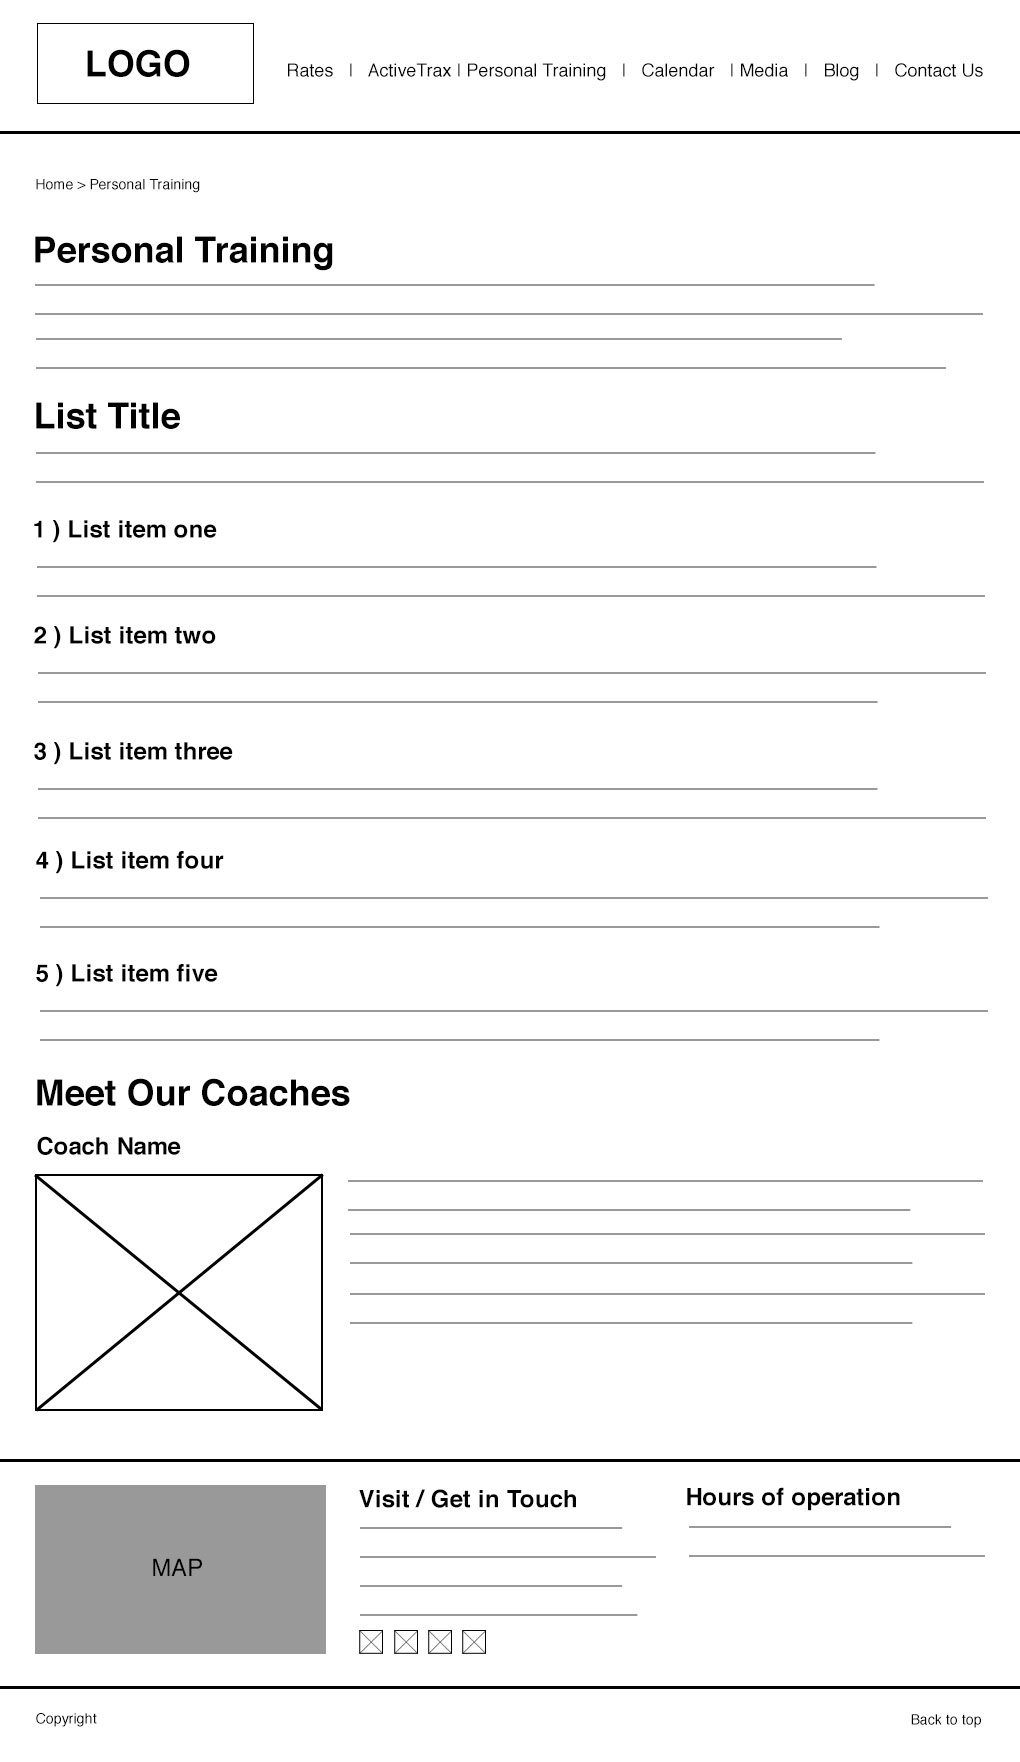 LOGO
Rates | ActiveTrax | Personal Training | Calendar | Media | Blog | Contact Us
Home > Personal Training
Personal Training
List Title
1 ) List item one
2 ) List item two
3 ) List item three
4 ) List item four
5 ) List item five
Meet Our Coaches
Coach Name
MAP
Visit / Get in Touch
Hours of operation
Copyright
Back to top